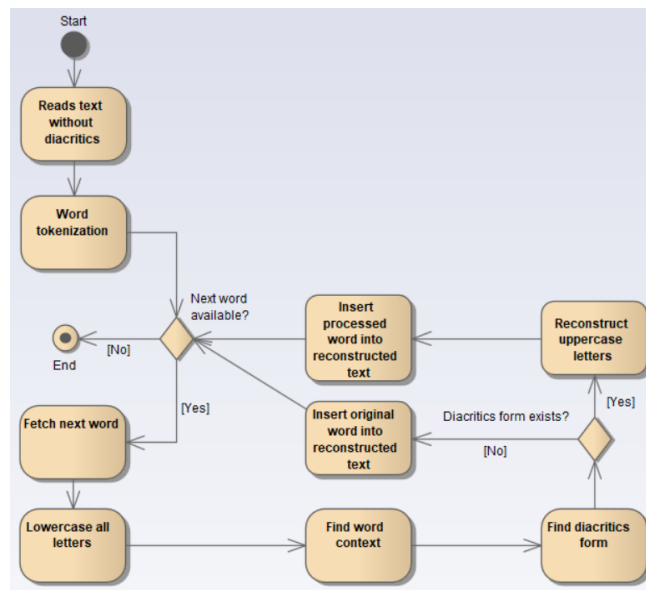 Start
Reads text
without
diacritics
Word
tokenization
Next word
available?
[No]
End
[Yes]
Fetch next word
Lowercase all
letters
Find word
context
Find diacritics
form
Diacritics form exists?
[Yes]
[No]
Reconstruct
uppercase
letters
Insert
processed
word into
reconstructed
text
Insert original
word into
reconstructed
text